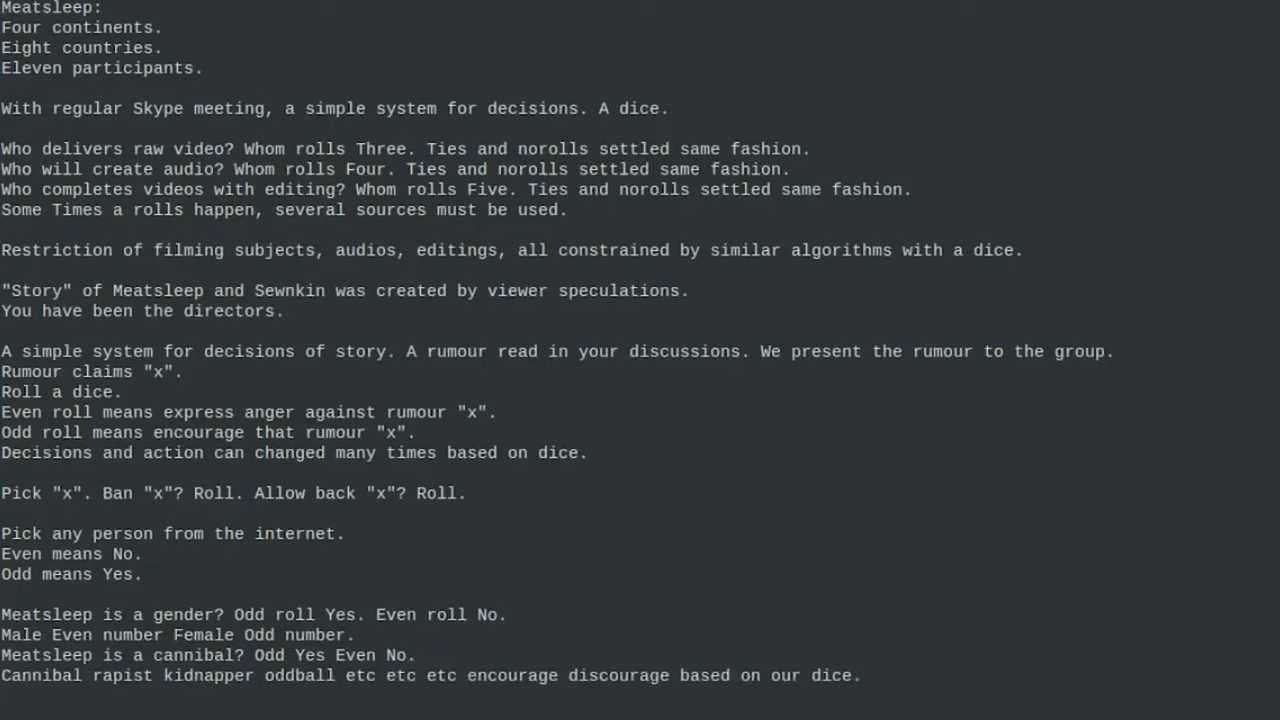 Meatsleep:
Four continents.
Eight countries.
Eleven participants.
With regular Skype meeting, a simple system for decisions. A dice.
Who delivers raw video? Whom rolls Three. Ties and norolls settled same fashion.
Who will create audio? Whom rolls Four. Ties and norolls settled same fashion.
Who completes videos with editing? Whom rolls Five. Ties and norolls settled same fashion.
Some Times a rolls happen, several sources must be used.
Restriction of filming subjects, audios, editings, all constrained by similar algorithms with a dice.
"Story" of Meatsleep and Sewnkin was created by viewer speculations.
You have been the directors.
A simple system for decisions of story. A rumour read in your discussions. We present the rumour to the group.
Rumour claims "x".
Roll a dice.
Even roll means express anger against rumour "x".
Odd roll means encourage that rumour "x".
Decisions and action can changed many times based on dice.
Pick "x". Ban "x"? Roll. Allow back "x"? Roll.
Pick any person from the internet.
Even means No.
Odd means Yes.
Meatsleep is a gender? Odd roll Yes. Even roll No.
Male Even number Female Odd number.
Meatsleep is a cannibal? Odd Yes Even No.
Cannibal rapist kidnapper oddball etc etc etc encourage discourage based on our dice.